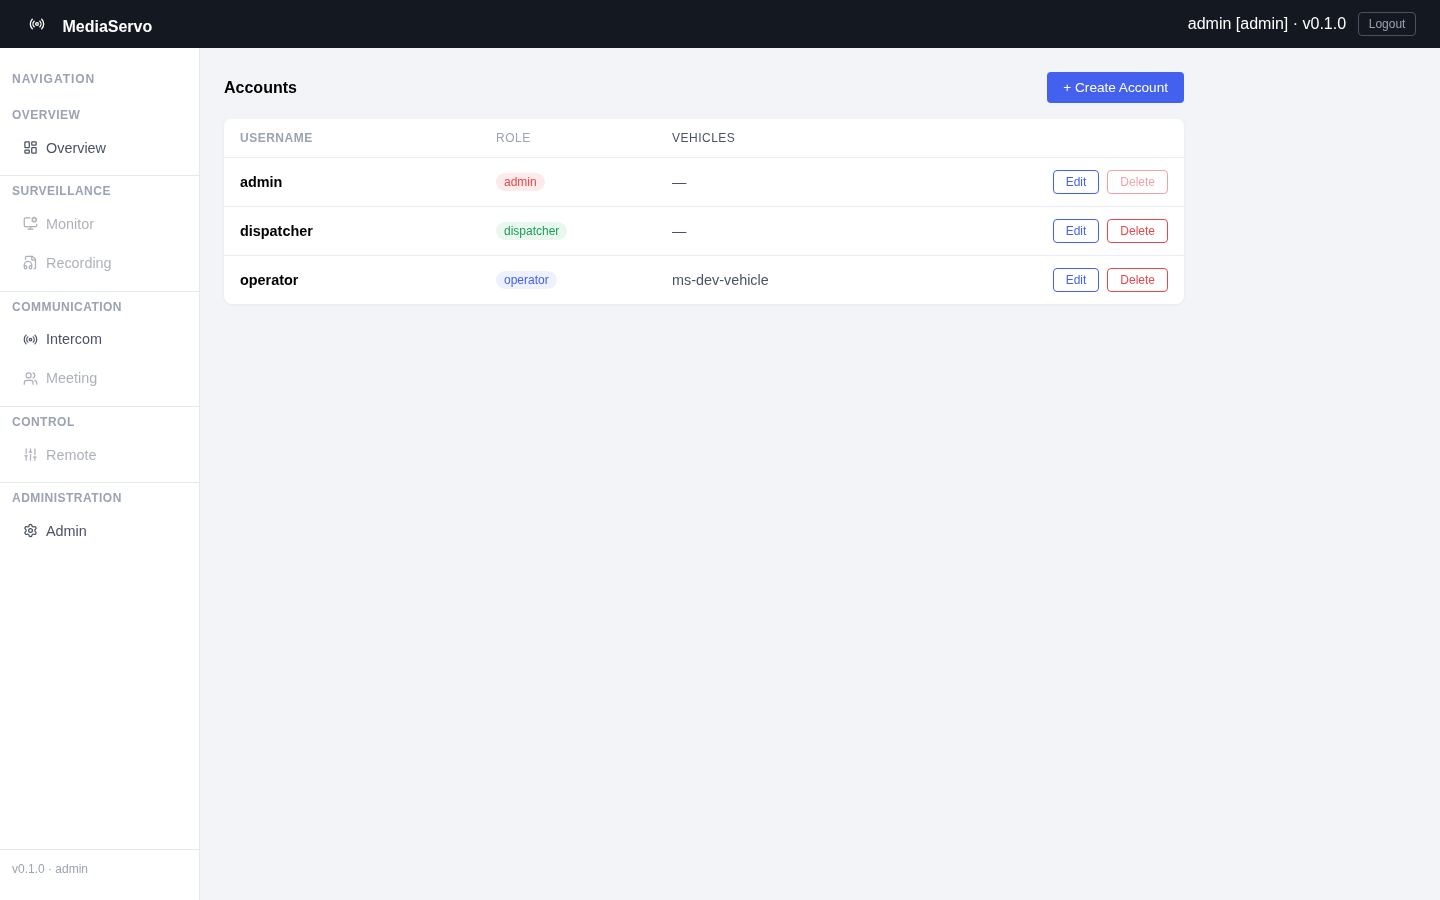 MediaServo
admin [admin] · v0.1.0
Logout
NAVIGATION
OVERVIEW
Overview
SURVEILLANCE
Monitor
Recording
COMMUNICATION
Intercom
Meeting
CONTROL
Remote
ADMINISTRATION
Admin
v0.1.0 · admin
Accounts
+ Create Account
USERNAME ROLE VEHICLES
admin admin — Edit Delete
dispatcher dispatcher — Edit Delete
operator operator ms-dev-vehicle Edit Delete